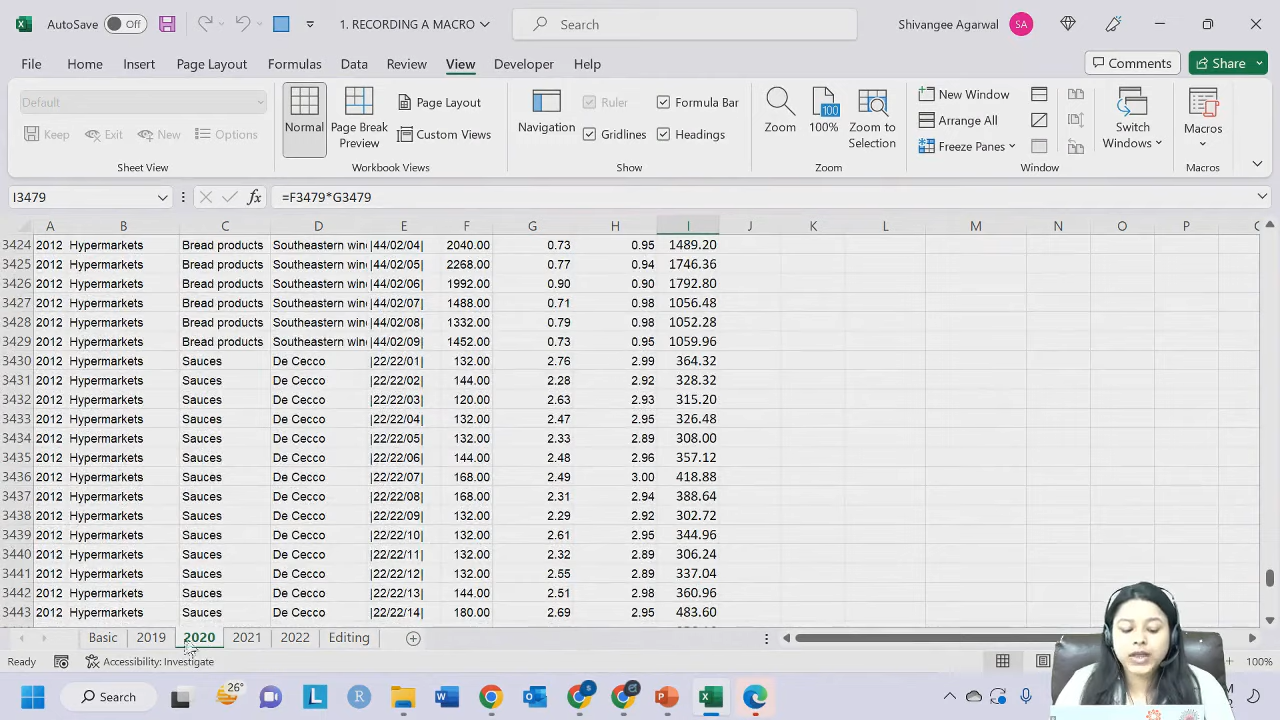 AutoSave Off 1. RECORDING A MACRO Search Shivangee Agarwal SA
File Home Insert Page Layout Formulas Data Review View Developer Help Comments Share
Default
Keep Exit New Options
Sheet View
Normal Page Break Preview Page Layout Custom Views
Workbook Views
Navigation Ruler Formula Bar Gridlines Headings
Show
Zoom 100 100% Zoom to Selection
Zoom
New Window Arrange All Freeze Panes Switch Windows
Window
Macros
Macros
I3479 fx =F3479*G3479
A B C D E F G H I J K L M N O P
3424 2012 Hypermarkets Bread products Southeastern win |44/02/04| 2040.00 0.73 0.95 1489.20
3425 2012 Hypermarkets Bread products Southeastern win |44/02/05| 2268.00 0.77 0.94 1746.36
3426 2012 Hypermarkets Bread products Southeastern win |44/02/06| 1992.00 0.90 0.90 1792.80
3427 2012 Hypermarkets Bread products Southeastern win |44/02/07| 1488.00 0.71 0.98 1056.48
3428 2012 Hypermarkets Bread products Southeastern win |44/02/08| 1332.00 0.79 0.98 1052.28
3429 2012 Hypermarkets Bread products Southeastern win |44/02/09| 1452.00 0.73 0.95 1059.96
3430 2012 Hypermarkets Sauces De Cecco |22/22/01| 132.00 2.76 2.99 364.32
3431 2012 Hypermarkets Sauces De Cecco |22/22/02| 144.00 2.28 2.92 328.32
3432 2012 Hypermarkets Sauces De Cecco |22/22/03| 120.00 2.63 2.93 315.20
3433 2012 Hypermarkets Sauces De Cecco |22/22/04| 132.00 2.47 2.95 326.48
3434 2012 Hypermarkets Sauces De Cecco |22/22/05| 132.00 2.33 2.89 308.00
3435 2012 Hypermarkets Sauces De Cecco |22/22/06| 144.00 2.48 2.96 357.12
3436 2012 Hypermarkets Sauces De Cecco |22/22/07| 168.00 2.49 3.00 418.88
3437 2012 Hypermarkets Sauces De Cecco |22/22/08| 168.00 2.31 2.94 388.64
3438 2012 Hypermarkets Sauces De Cecco |22/22/09| 132.00 2.29 2.92 302.72
3439 2012 Hypermarkets Sauces De Cecco |22/22/10| 132.00 2.61 2.95 344.96
3440 2012 Hypermarkets Sauces De Cecco |22/22/11| 132.00 2.32 2.89 306.24
3441 2012 Hypermarkets Sauces De Cecco |22/22/12| 132.00 2.55 2.89 337.04
3442 2012 Hypermarkets Sauces De Cecco |22/22/13| 144.00 2.51 2.98 360.96
3443 2012 Hypermarkets Sauces De Cecco |22/22/14| 180.00 2.69 2.95 483.60
Basic 2019 2020 2021 2022 Editing
Ready Accessibility: Investigate 100%
Search 26°